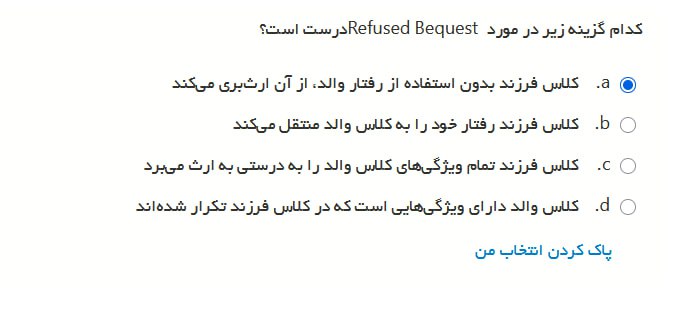 کدام گزینه زیر در مورد Refused Bequest درست است؟
a. کلاس فرزند بدون استفاده از رفتار والد، از آن ارث‌بری می‌کند
b. کلاس فرزند رفتار خود را به کلاس والد منتقل می‌کند
c. کلاس فرزند تمام ویژگی‌های کلاس والد را به درستی به ارث می‌برد
d. کلاس والد دارای ویژگی‌هایی است که در کلاس فرزند تکرار شده‌اند
پاک کردن انتخاب من